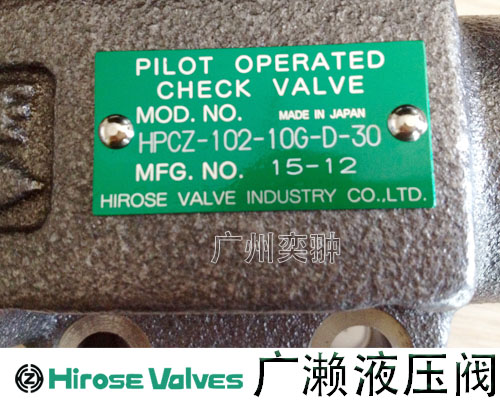 PILOT OPERATED
CHECK VALVE
MOD. NO. MADE IN JAPAN
HPCZ-102-10G-D-30
MFG. NO. 15-12
HIROSE VALVE INDUSTRY CO.,LTD.
广州奕翀
Hirose Valves 广濑液压阀